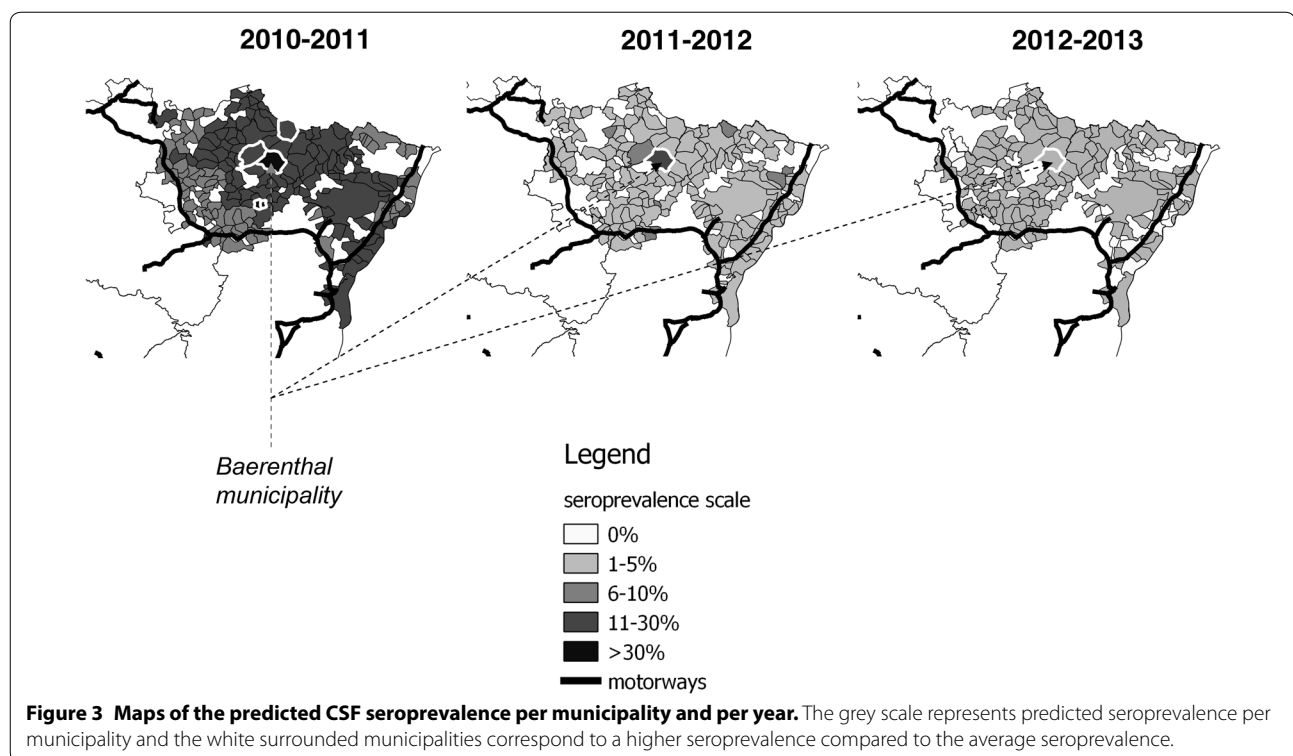 2010-2011
2011-2012
2012-2013
Baerenthal
municipality
Legend
seroprevalence scale
0%
1-5%
6-10%
11-30%
>30%
motorways
Figure 3 Maps of the predicted CSF seroprevalence per municipality and per year. The grey scale represents predicted seroprevalence per
municipality and the white surrounded municipalities correspond to a higher seroprevalence compared to the average seroprevalence.